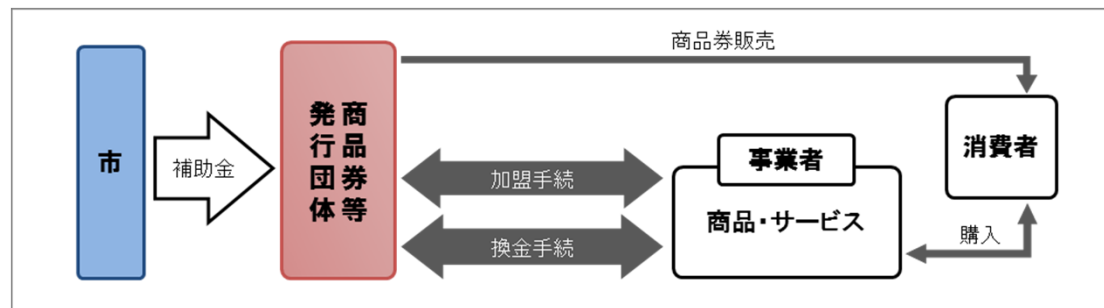 市
補助金
商品券等
発行団体
商品券販売
加盟手続
換金手続
事業者
商品・サービス
消費者
購入